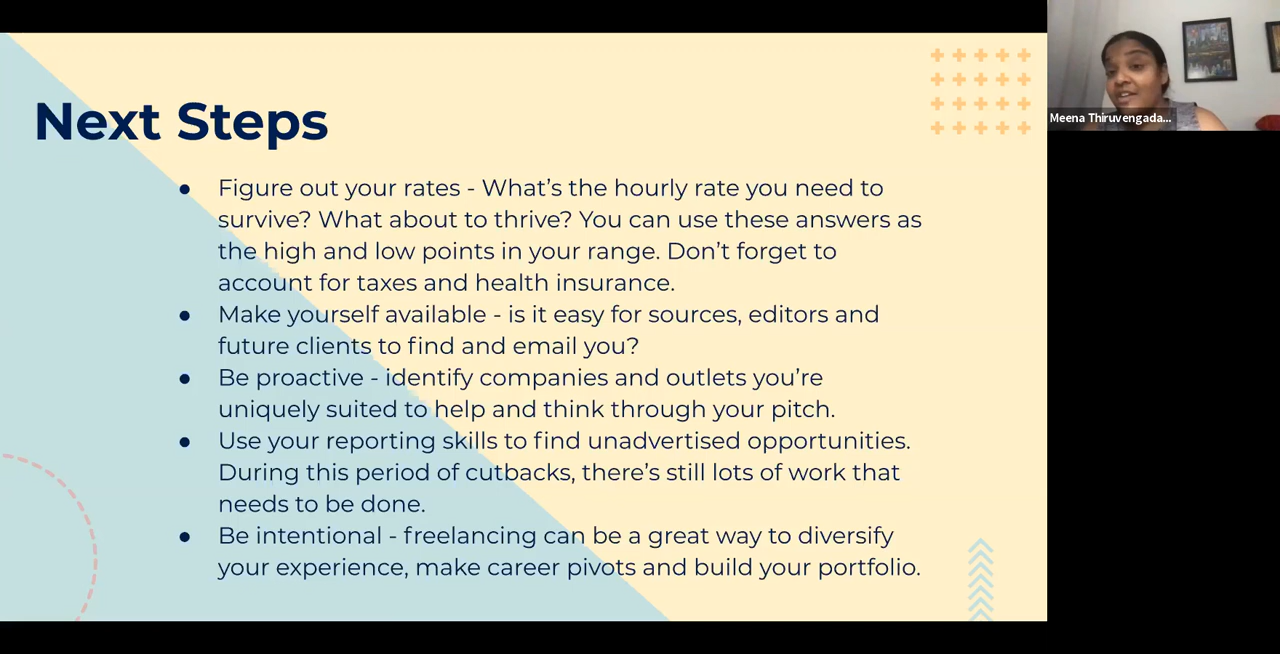 Next Steps
● Figure out your rates - What’s the hourly rate you need to
survive? What about to thrive? You can use these answers as
the high and low points in your range. Don’t forget to
account for taxes and health insurance.
● Make yourself available - is it easy for sources, editors and
future clients to find and email you?
● Be proactive - identify companies and outlets you’re
uniquely suited to help and think through your pitch.
● Use your reporting skills to find unadvertised opportunities.
During this period of cutbacks, there’s still lots of work that
needs to be done.
● Be intentional - freelancing can be a great way to diversify
your experience, make career pivots and build your portfolio.
Meena Thiruvengada...